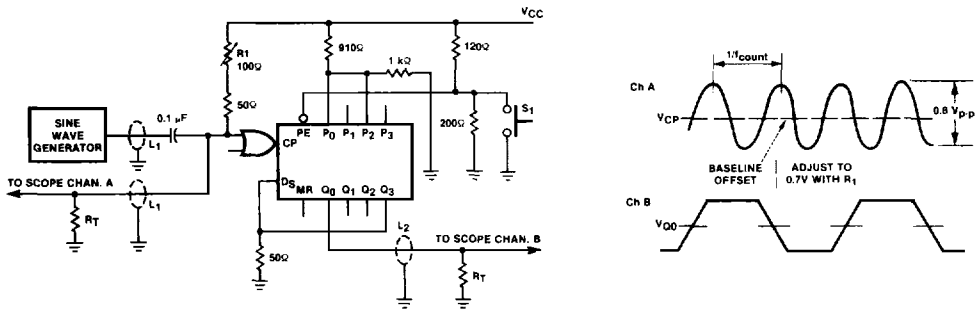 VCC
R1
100Ω
50Ω
910Ω
1 kΩ
120Ω
200Ω
S1
SINE
WAVE
GENERATOR
0.1 µF
L1
PE P0 P1 P2 P3
CP
DS
MR Q0 Q1 Q2 Q3
TO SCOPE CHAN. A
L1
RT
50Ω
L2
TO SCOPE CHAN. B
RT
1/fcount
Ch A
VCP
0.8 Vp-p
BASELINE
OFFSET
ADJUST TO
0.7V WITH R1
Ch B
VQ0